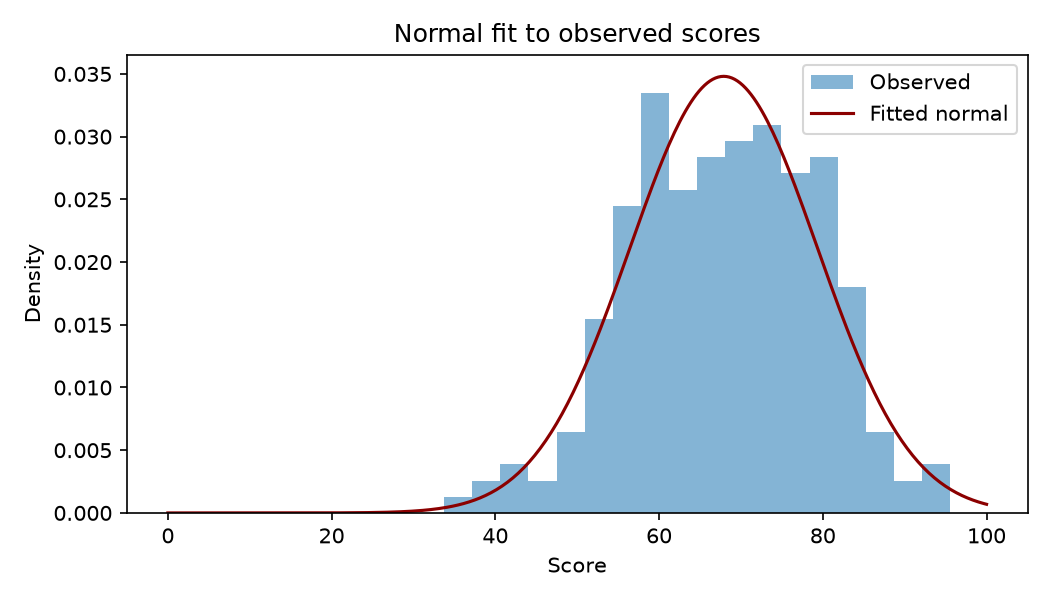 Normal fit to observed scores
Observed
Fitted normal
0.035
0.030
0.025
0.020
0.015
0.010
0.005
0.000
Density
0 20 40 60 80 100
Score